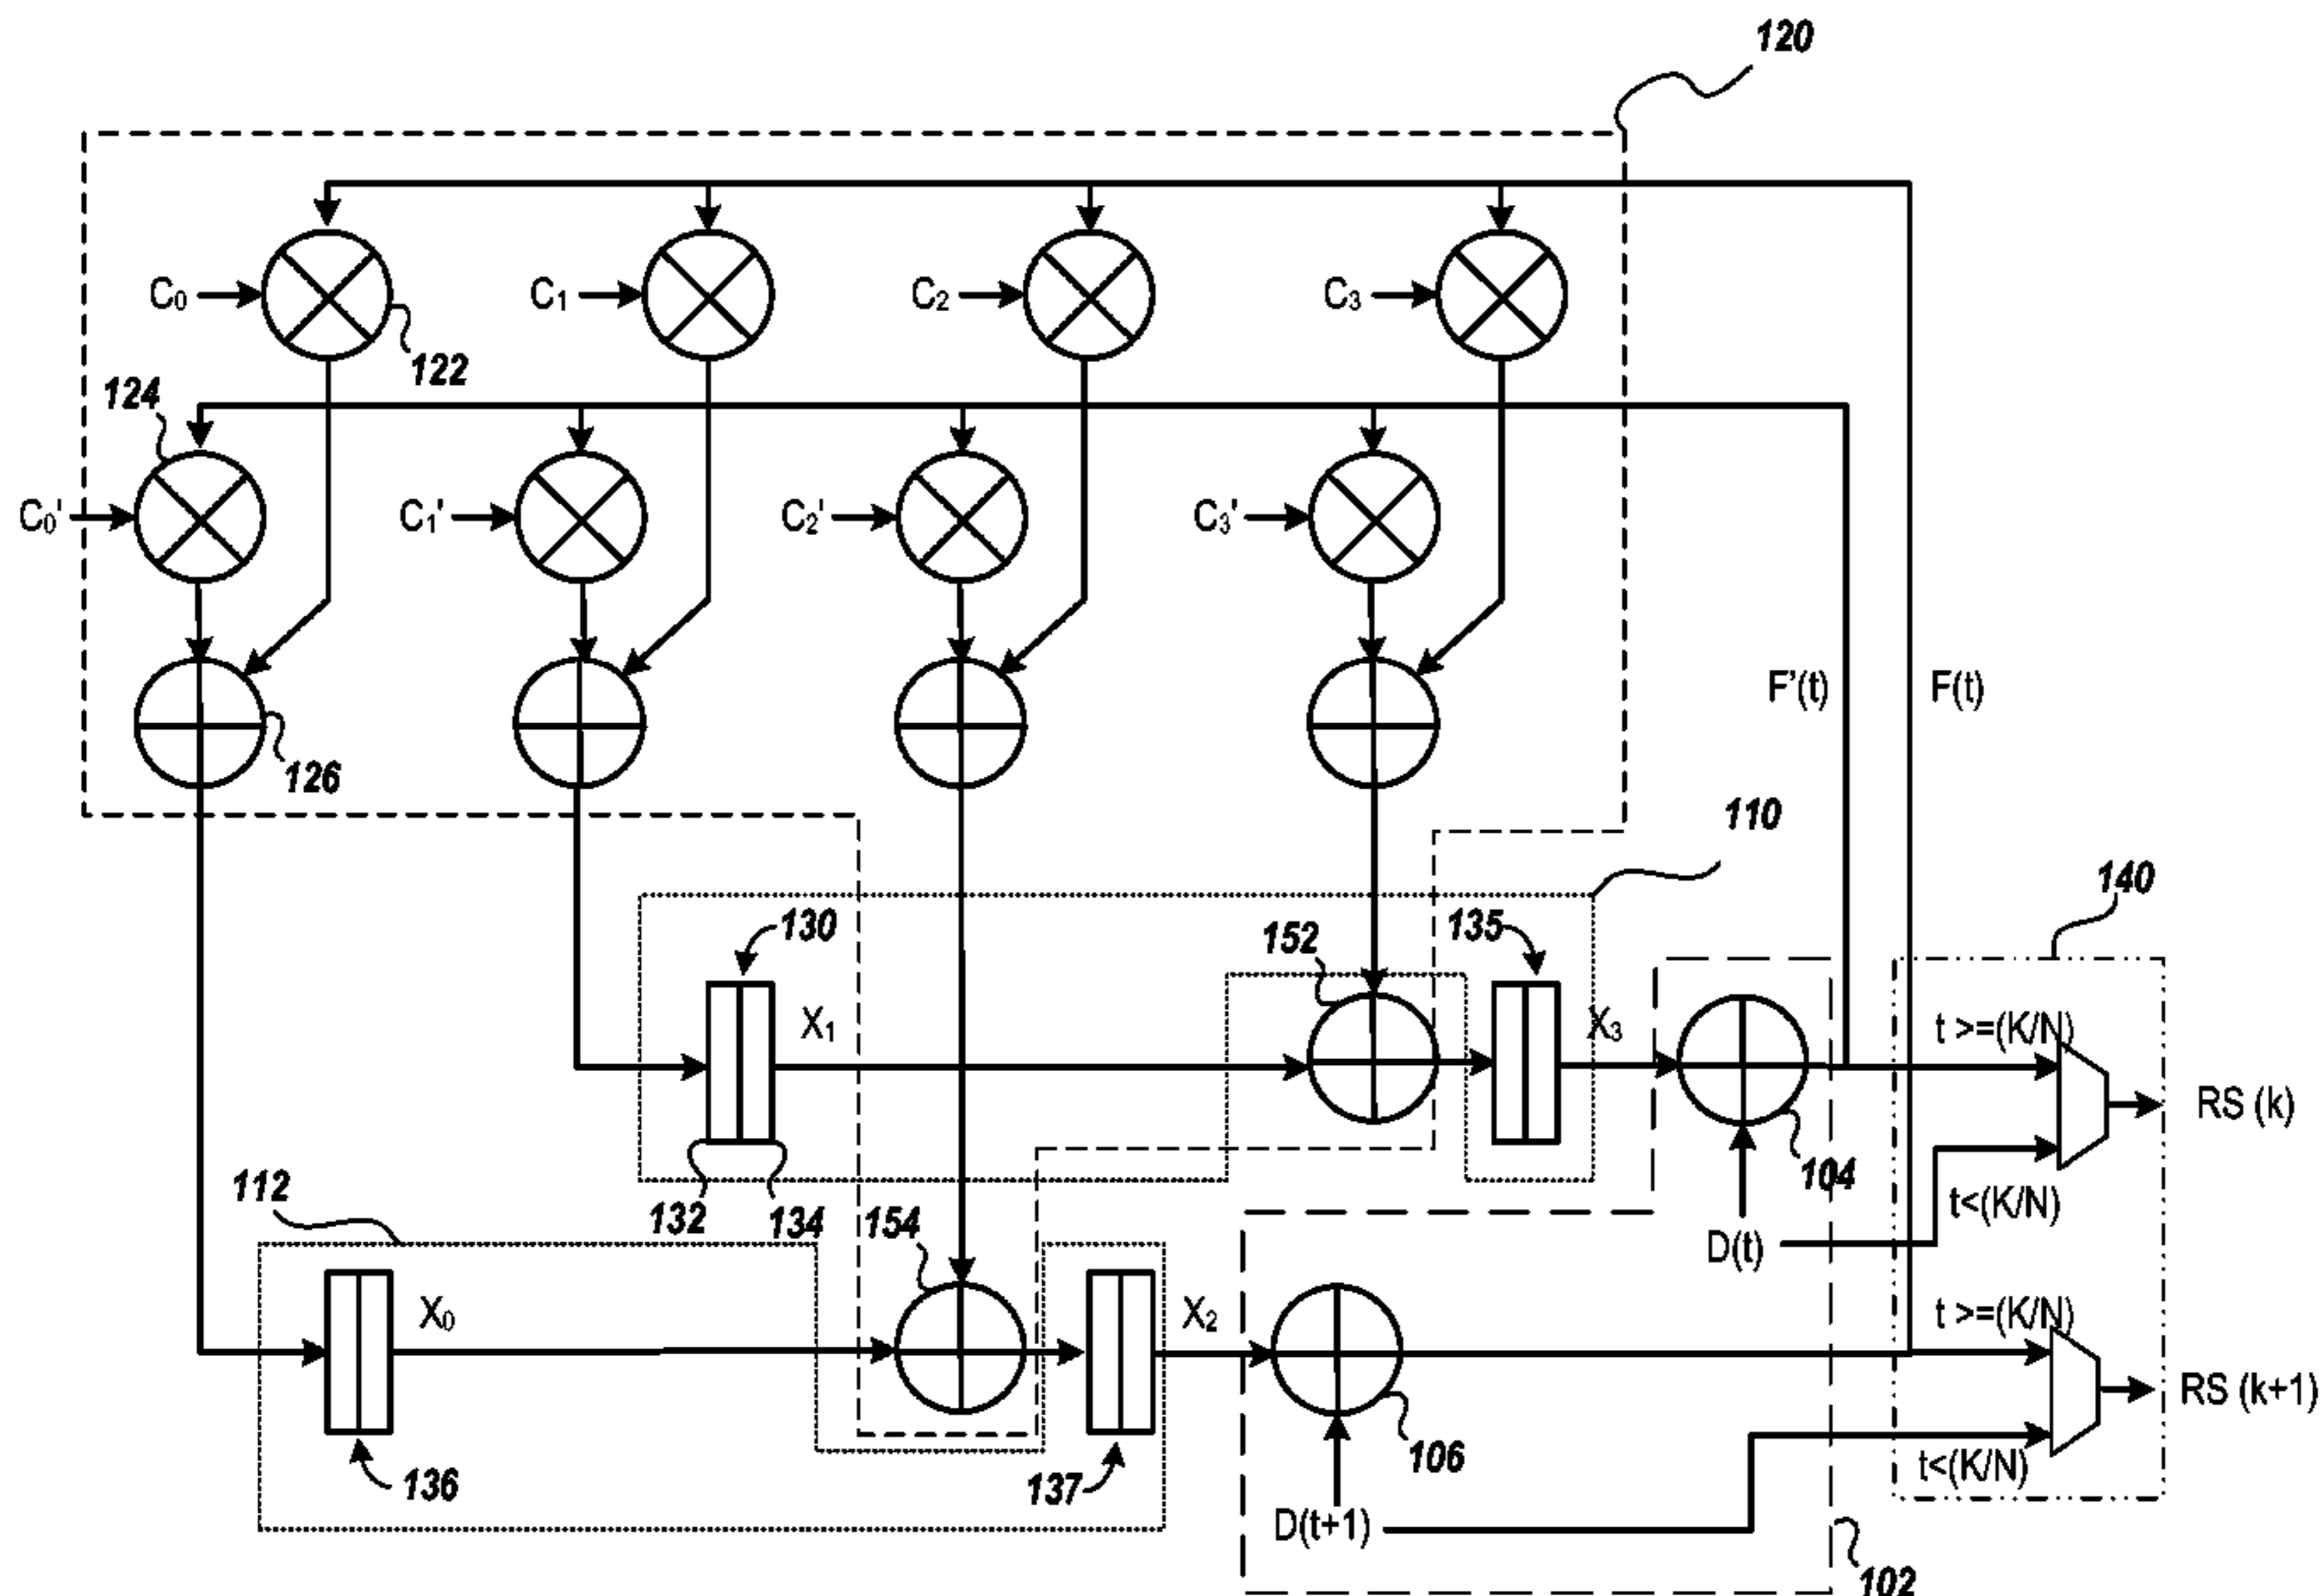 120
C₀
C₁
C₂
C₃
122
124
C₀'
C₁'
C₂'
C₃'
F'(t)
F(t)
126
110
140
130
152
135
X₁
X₃
t >=(K/N)
RS (k)
104
112
132
134
154
t<(K/N)
D(t)
X₀
X₂
t >=(K/N)
RS (k+1)
136
137
106
t<(K/N)
D(t+1)
102